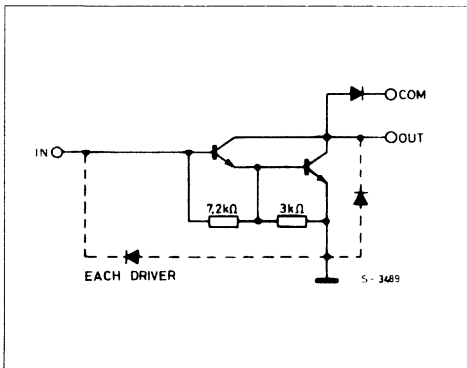 COM
OUT
IN
7.2kΩ
3kΩ
EACH DRIVER
S - 3489